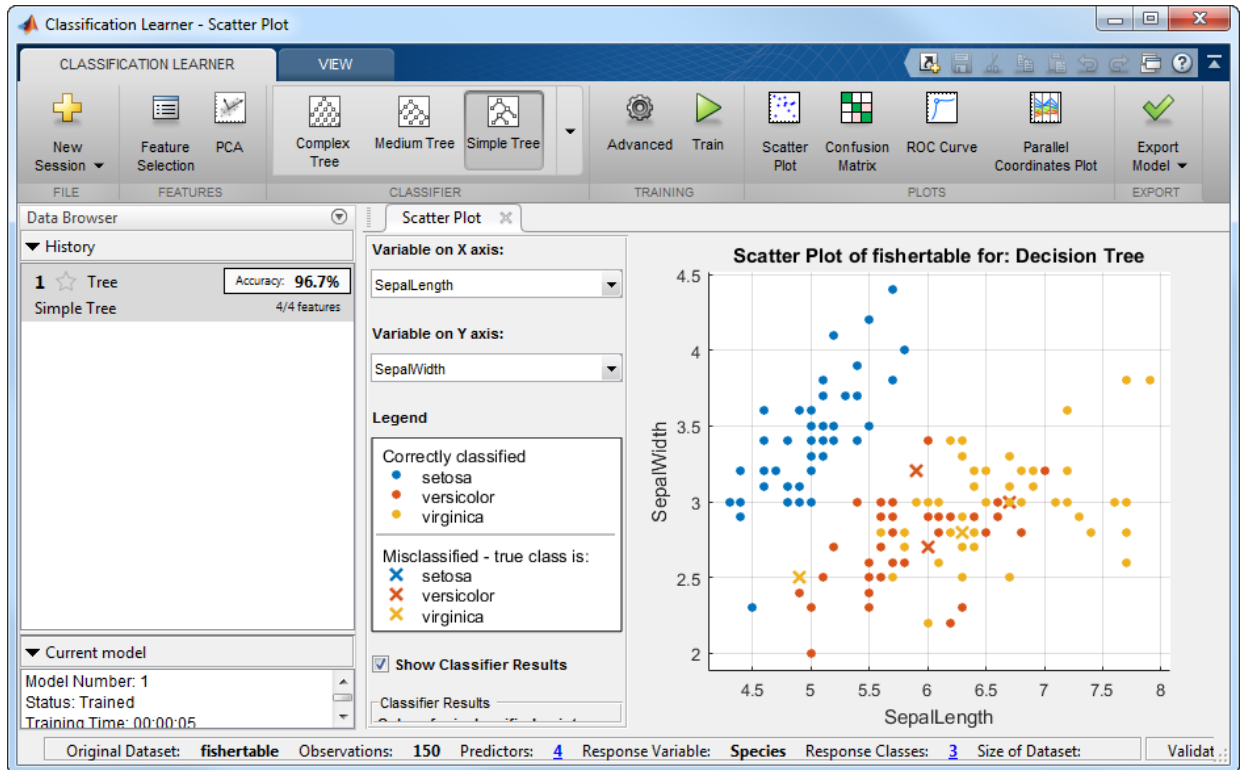 Classification Learner - Scatter Plot
CLASSIFICATION LEARNER VIEW
New Session
Feature Selection
PCA
Complex Tree
Medium Tree
Simple Tree
Advanced
Train
Scatter Plot
Confusion Matrix
ROC Curve
Parallel Coordinates Plot
Export Model
FILE FEATURES CLASSIFIER TRAINING PLOTS EXPORT
Data Browser
History
1 Tree Accuracy: 96.7%
Simple Tree 4/4 features
Current model
Model Number: 1
Status: Trained
Training Time: 00:00:05
Scatter Plot
Variable on X axis:
SepalLength
Variable on Y axis:
SepalWidth
Legend
Correctly classified
setosa
versicolor
virginica
Misclassified - true class is:
setosa
versicolor
virginica
Show Classifier Results
Classifier Results
Scatter Plot of fishertable for: Decision Tree
4.5
4
3.5
3
2.5
2
SepalWidth
4.5 5 5.5 6 6.5 7 7.5 8
SepalLength
Original Dataset: fishertable Observations: 150 Predictors: 4 Response Variable: Species Response Classes: 3 Size of Dataset: Validat